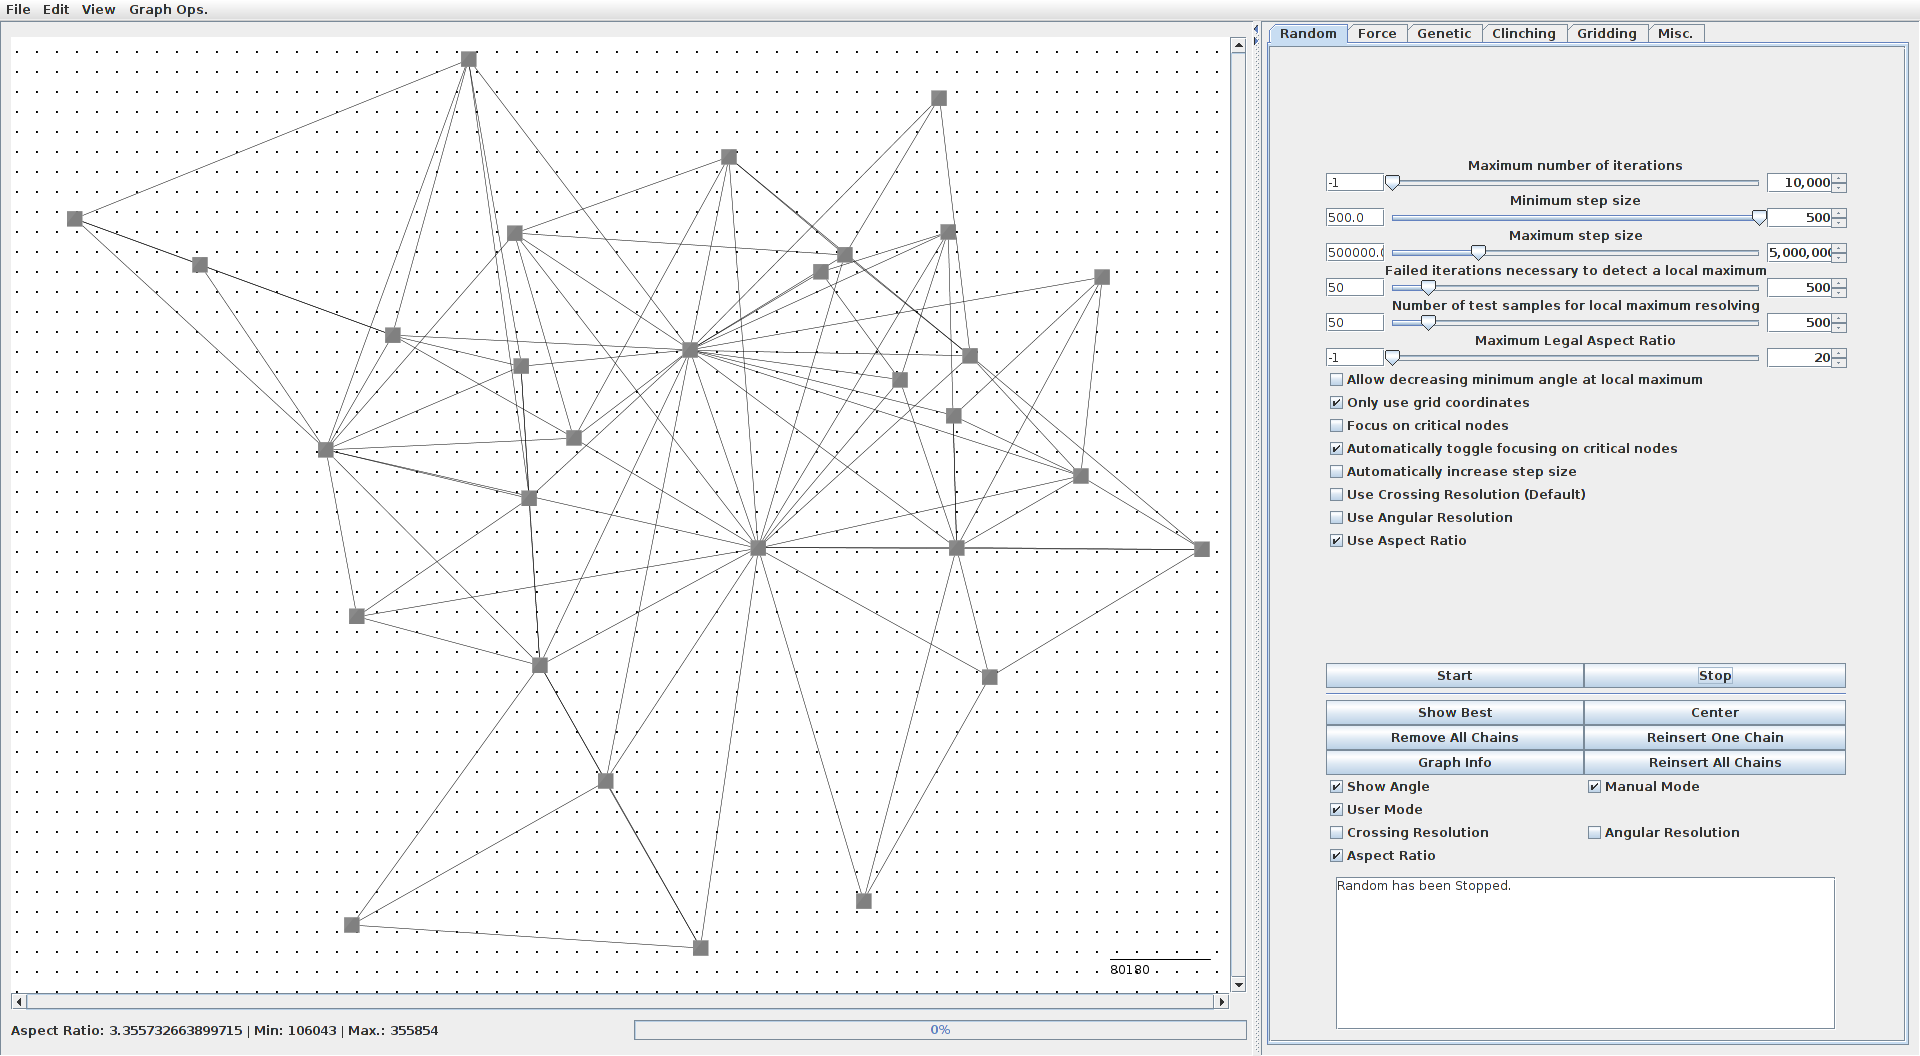 File Edit View Graph Ops.
Random Force Genetic Clinching Gridding Misc.
Maximum number of iterations
-1 10,000
Minimum step size
500.0 500
Maximum step size
500000. 5,000,00
Failed iterations necessary to detect a local maximum
50 500
Number of test samples for local maximum resolving
50 500
Maximum Legal Aspect Ratio
-1 20
Allow decreasing minimum angle at local maximum
Only use grid coordinates
Focus on critical nodes
Automatically toggle focusing on critical nodes
Automatically increase step size
Use Crossing Resolution (Default)
Use Angular Resolution
Use Aspect Ratio
Start Stop
Show Best Center
Remove All Chains Reinsert One Chain
Graph Info Reinsert All Chains
Show Angle Manual Mode
User Mode
Crossing Resolution Angular Resolution
Aspect Ratio
Random has been Stopped.
80180
Aspect Ratio: 3.355732663899715 | Min: 106043 | Max.: 355854
0%